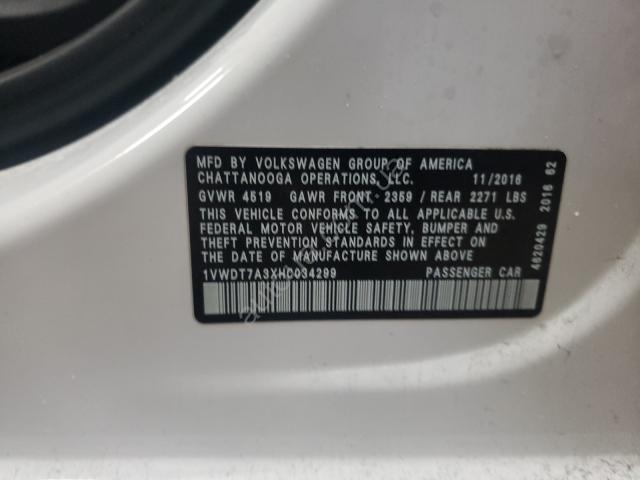 MFD BY VOLKSWAGEN GROUP OF AMERICA
CHATTANOOGA OPERATIONS, LLC. 11/2016
GVWR 4519 GAWR FRONT 2359 / REAR 2271 LBS
THIS VEHICLE CONFORMS TO ALL APPLICABLE U.S.
FEDERAL MOTOR VEHICLE SAFETY, BUMPER AND
THEFT PREVENTION STANDARDS IN EFFECT ON
THE DATE OF MANUFACTURE SHOWN ABOVE
1VWDT7A3XHC034299 PASSENGER CAR
4620429 2016 62